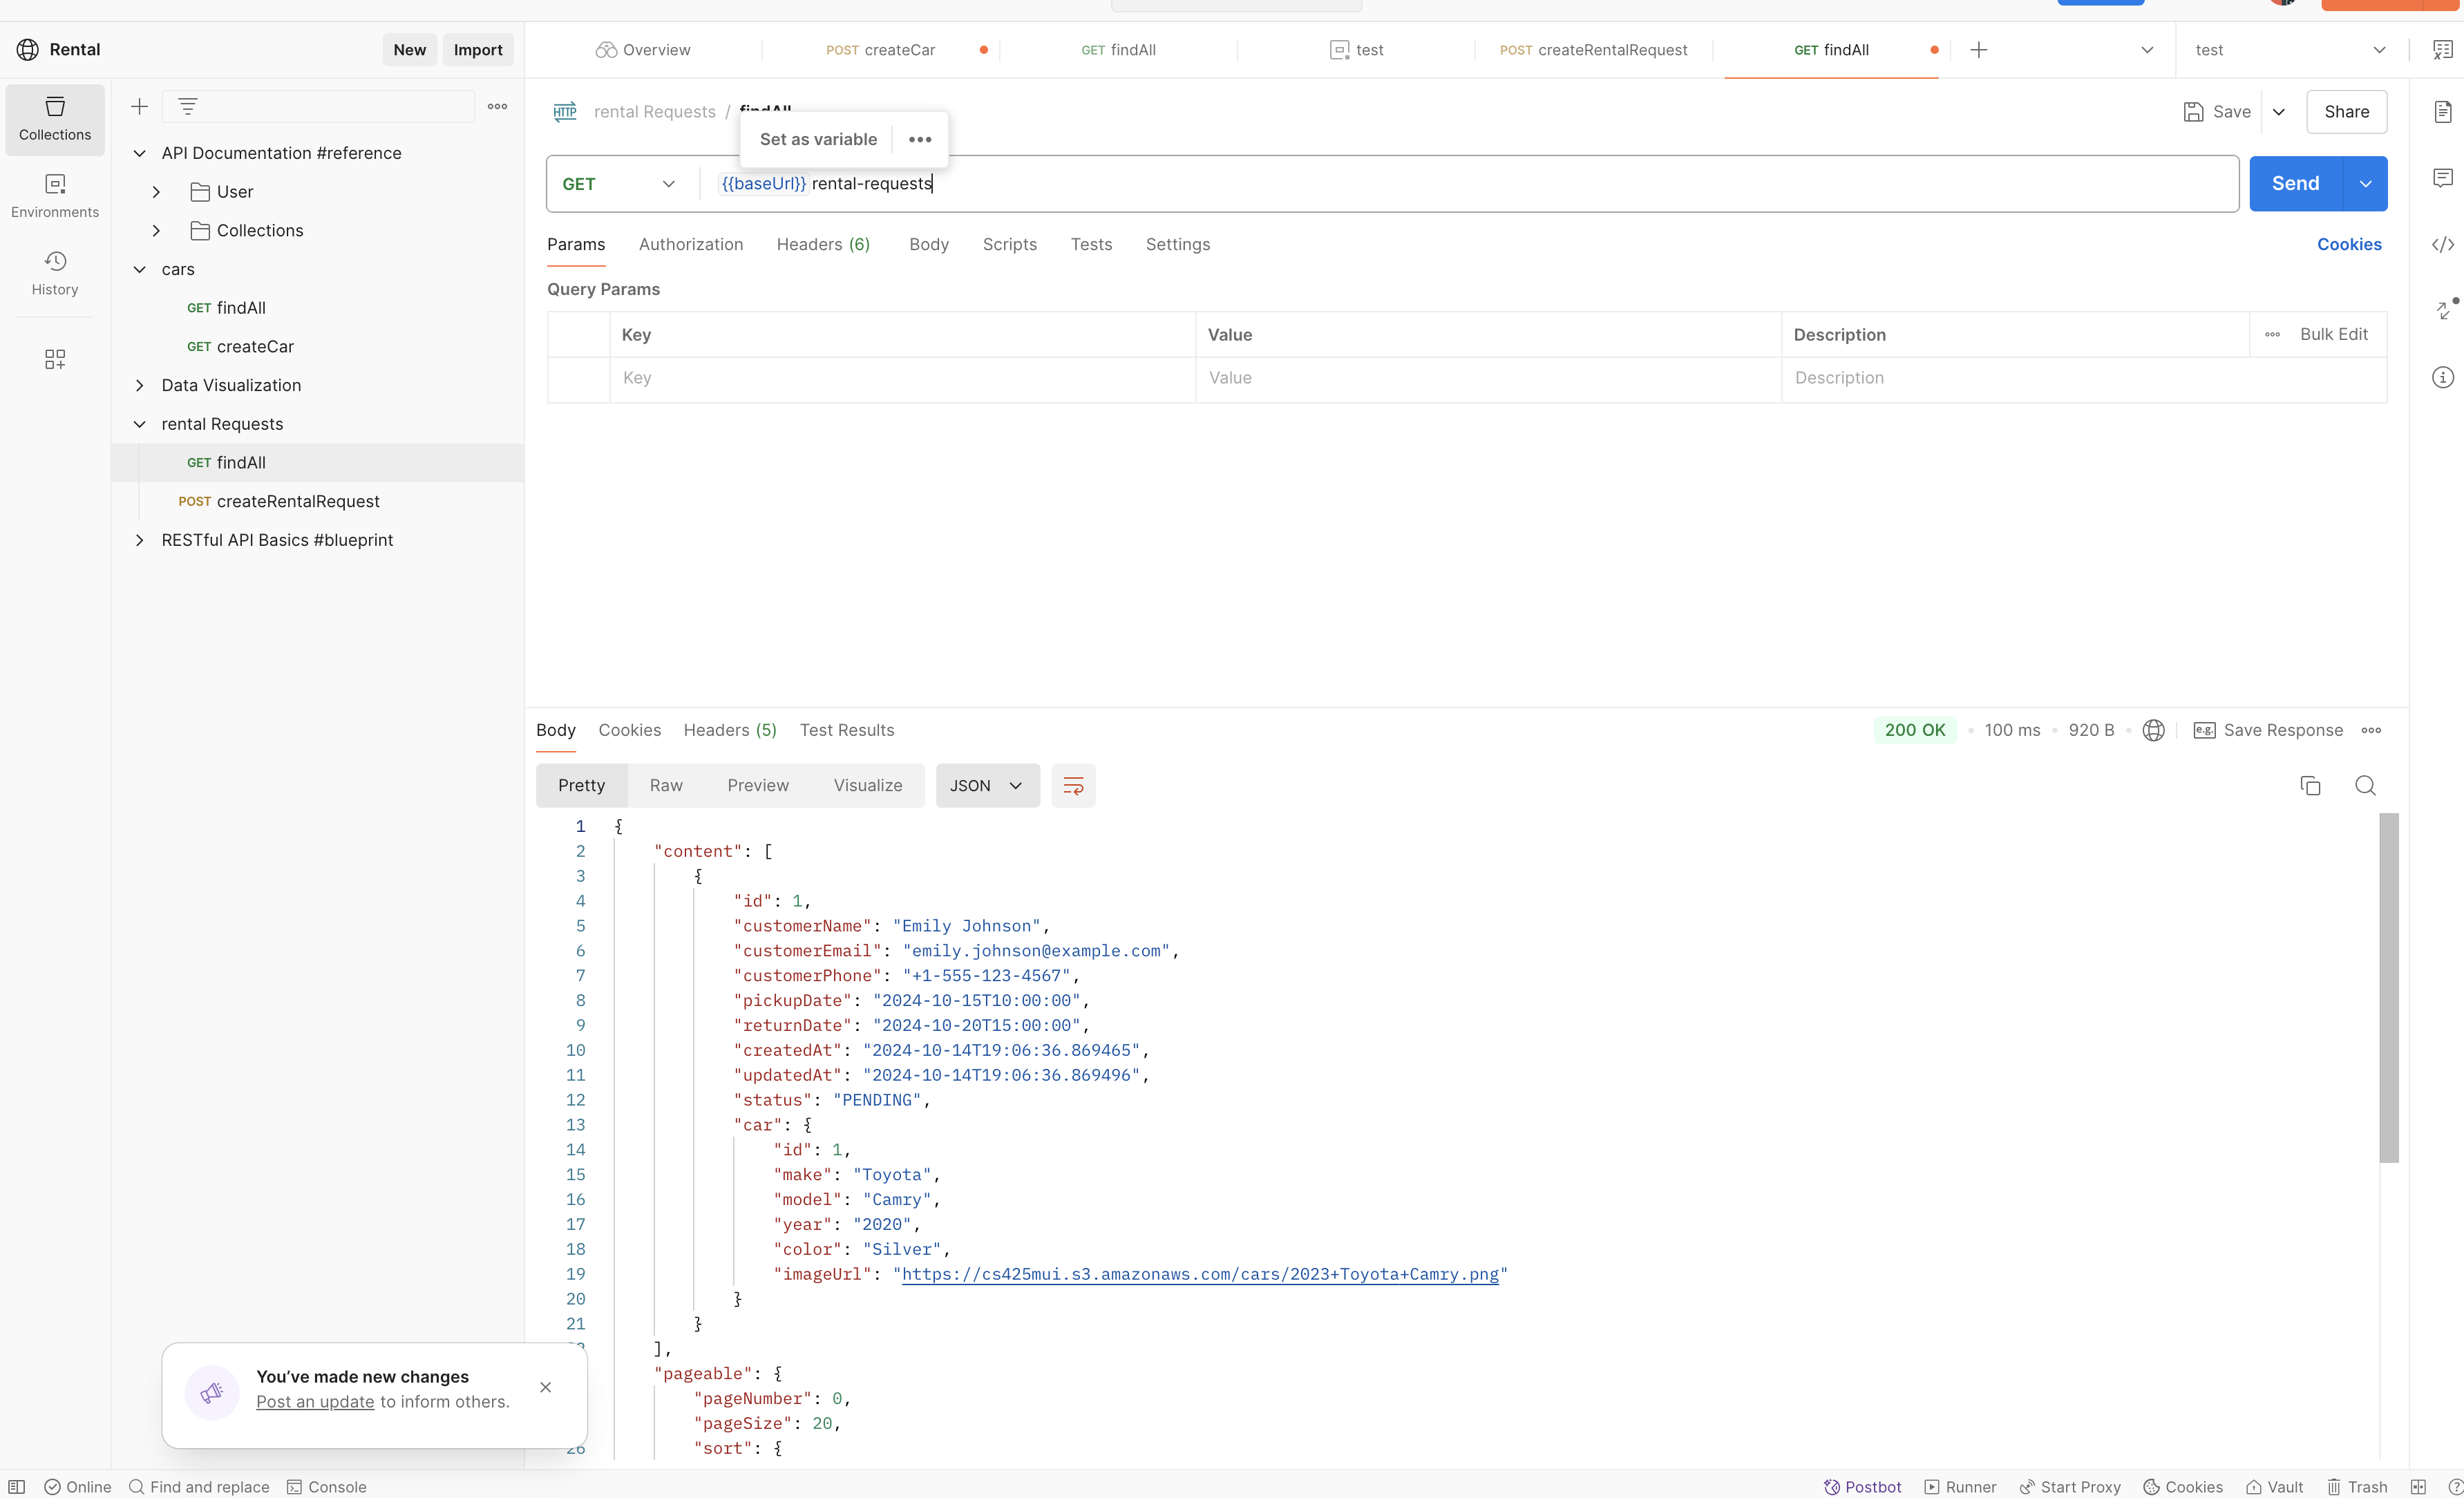 Rental
New
Import
Overview
POST createCar
GET findAll
test
POST createRentalRequest
GET findAll
test
Collections
Environments
History
API Documentation #reference
User
Collections
cars
GET findAll
GET createCar
Data Visualization
rental Requests
GET findAll
POST createRentalRequest
RESTful API Basics #blueprint
HTTP rental Requests / findAll
Save
Share
Set as variable
GET {{baseUrl}} rental-requests
Send
Params Authorization Headers (6) Body Scripts Tests Settings
Cookies
Query Params
Key Value Description Bulk Edit
Key Value Description
Body Cookies Headers (5) Test Results
200 OK • 100 ms • 920 B • e.g. Save Response
Pretty Raw Preview Visualize JSON
1 {
2 "content": [
3 {
4 "id": 1,
5 "customerName": "Emily Johnson",
6 "customerEmail": "emily.johnson@example.com",
7 "customerPhone": "+1-555-123-4567",
8 "pickupDate": "2024-10-15T10:00:00",
9 "returnDate": "2024-10-20T15:00:00",
10 "createdAt": "2024-10-14T19:06:36.869465",
11 "updatedAt": "2024-10-14T19:06:36.869496",
12 "status": "PENDING",
13 "car": {
14 "id": 1,
15 "make": "Toyota",
16 "model": "Camry",
17 "year": "2020",
18 "color": "Silver",
19 "imageUrl": "https://cs425mui.s3.amazonaws.com/cars/2023+Toyota+Camry.png"
20 }
21 }
],
"pageable": {
"pageNumber": 0,
"pageSize": 20,
26 "sort": {
You've made new changes
Post an update to inform others.
Online
Find and replace
Console
Postbot
Runner
Start Proxy
Cookies
Vault
Trash